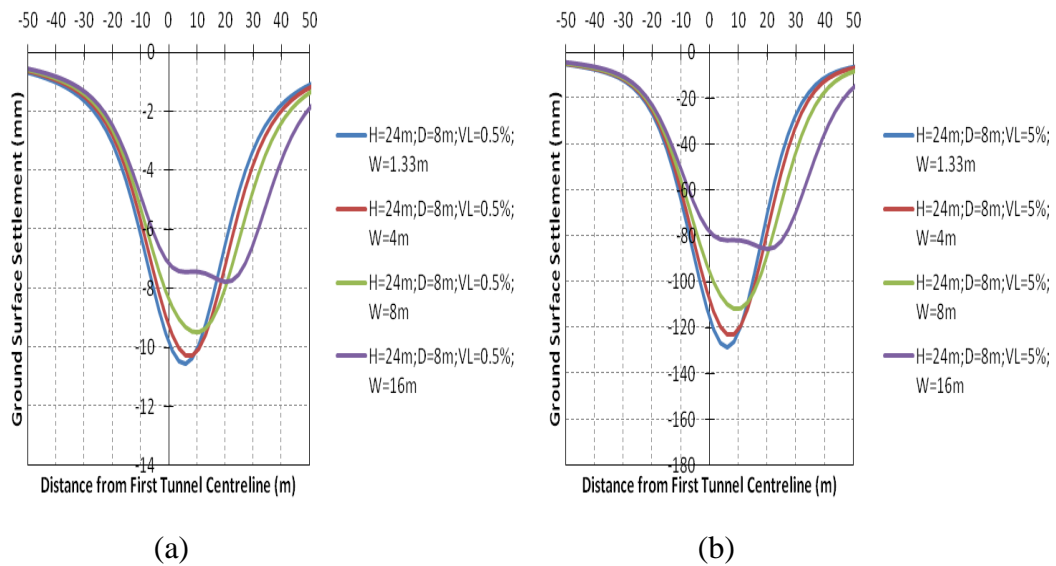 -50 -40 -30 -20 -10 0 10 20 30 40 50
0
-2
-4
-6
-8
-10
-12
-14
Ground Surface Settlement (mm)
Distance from First Tunnel Centreline (m)
H=24m;D=8m;VL=0.5%;
W=1.33m
H=24m;D=8m;VL=0.5%;
W=4m
H=24m;D=8m;VL=0.5%;
W=8m
H=24m;D=8m;VL=0.5%;
W=16m
(a)
-50 -40 -30 -20 -10 0 10 20 30 40 50
0
-20
-40
-60
-80
-100
-120
-140
-160
-180
Ground Surface Settlement (mm)
Distance from First Tunnel Centreline (m)
H=24m;D=8m;VL=5%;
W=1.33m
H=24m;D=8m;VL=5%;
W=4m
H=24m;D=8m;VL=5%;
W=8m
H=24m;D=8m;VL=5%;
W=16m
(b)